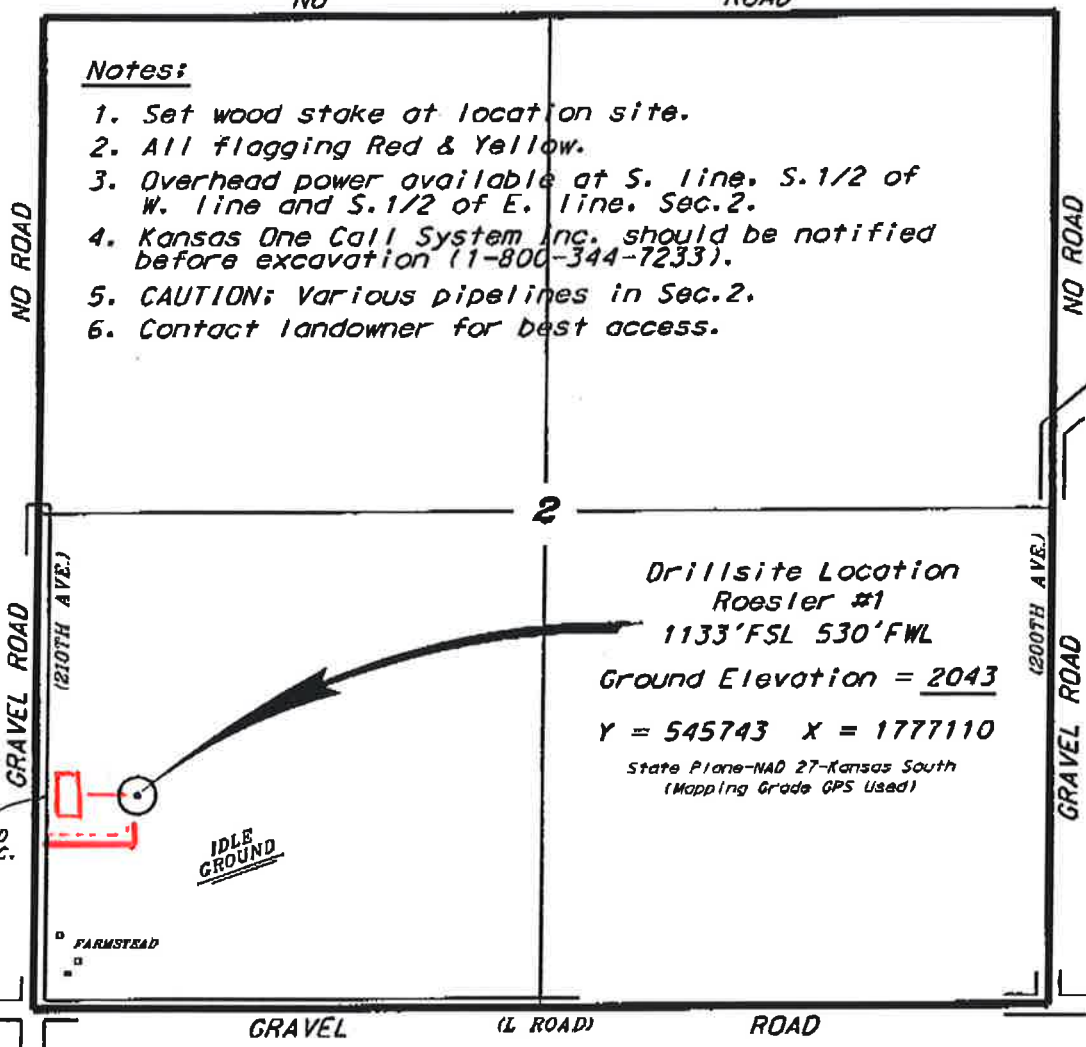 NO ROAD
Notes:
1. Set wood stake at location site.
2. All flagging Red & Yellow.
3. Overhead power available at S. line, S.1/2 of
W. line and S.1/2 of E. line, Sec.2.
4. Kansas One Call System Inc. should be notified
before excavation (1-800-344-7233).
5. CAUTION: Various pipelines in Sec.2.
6. Contact landowner for best access.
NO ROAD
NO ROAD
2
Drillsite Location
Roesler #1
1133'FSL 530'FWL
Ground Elevation = 2043
Y = 545743 X = 1777110
State Plane-NAD 27-Kansas South
(Mapping Grade GPS Used)
GRAVEL ROAD
(210TH AVE.)
(200TH AVE.)
GRAVEL ROAD
IDLE
GROUND
FARMSTEAD
GRAVEL (L ROAD) ROAD